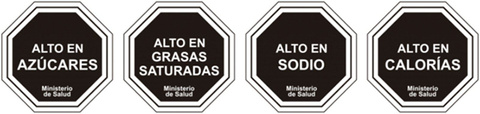 ALTO EN
AZÚCARES
Ministerio
de Salud
ALTO EN
GRASAS
SATURADAS
Ministerio
de Salud
ALTO EN
SODIO
Ministerio
de Salud
ALTO EN
CALORÍAS
Ministerio
de Salud